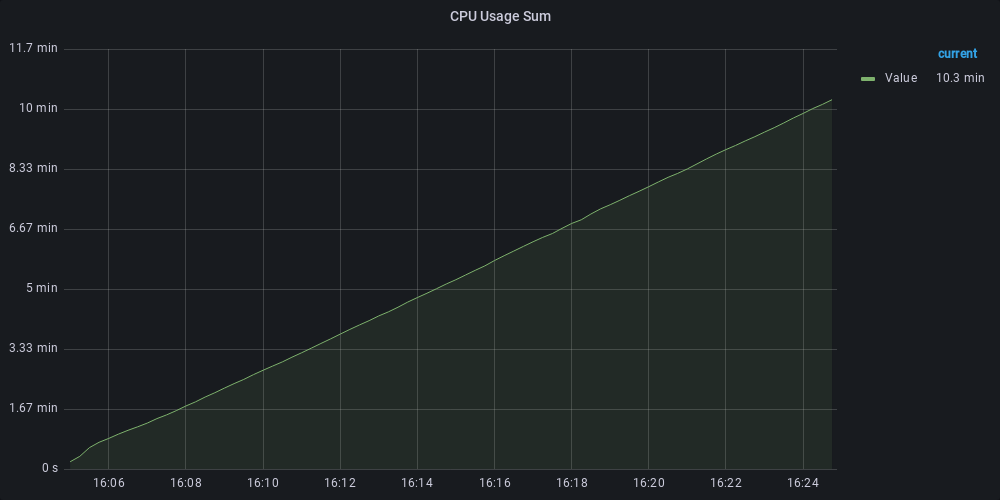 CPU Usage Sum
11.7 min
10 min
8.33 min
6.67 min
5 min
3.33 min
1.67 min
0 s
16:06 16:08 16:10 16:12 16:14 16:16 16:18 16:20 16:22 16:24
current
Value 10.3 min